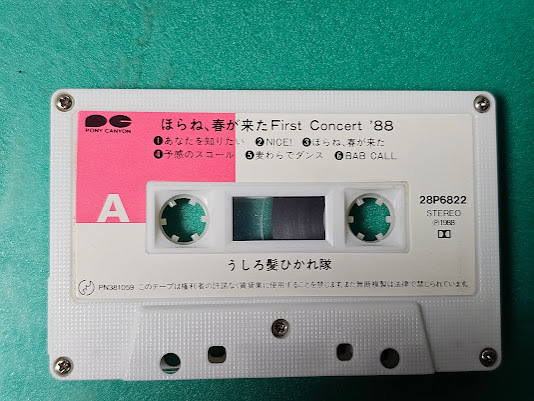 PONY CANYON
ほらね、春が来たFirst Concert '88
❶あなたを知りたい ❷NICE! ❸ほらね、春が来た
❹予感のスコール ❺麦わらでダンス ❻BAB CALL
A
28P6822
STEREO
Ⓟ1988
うしろ髪ひかれ隊
PN381059 このテープは権利者の許諾なく賃貸業に使用することを禁じます。また無断複製は法律で禁じられています。